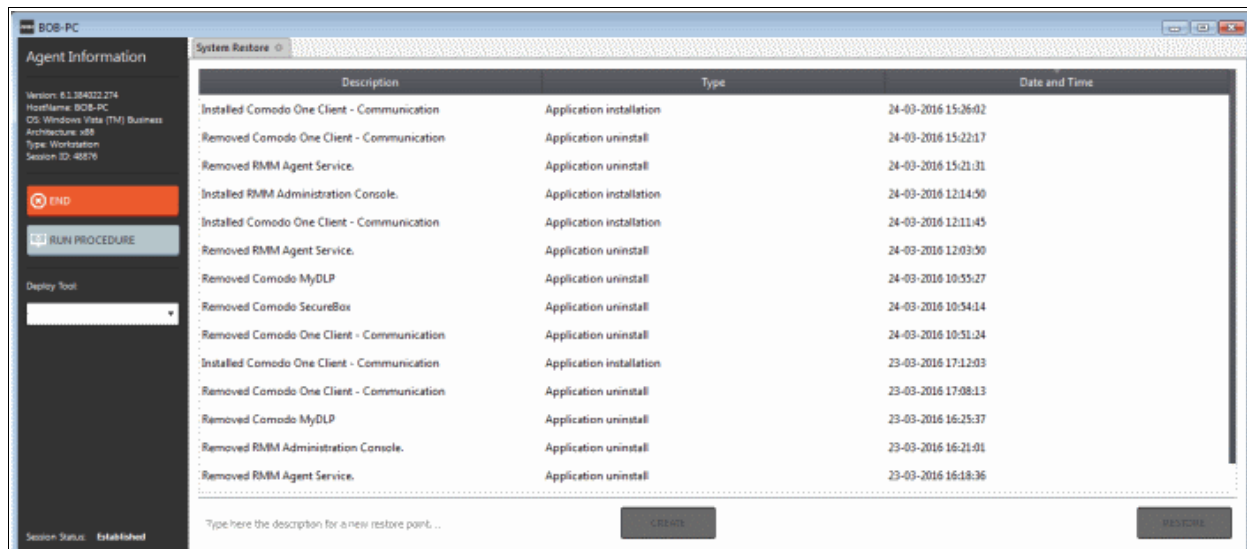 BOB-PC
Agent Information
Version: 6.1.384022.274
HostName: BOB-PC
OS: Windows Vista (TM) Business
Architecture: x86
Type: Workstation
Session ID: 48876
END
RUN PROCEDURE
Deploy Tool:
Session Status: Established
System Restore
Description Type Date and Time
Installed Comodo One Client - Communication Application installation 24-03-2016 15:26:02
Removed Comodo One Client - Communication Application uninstall 24-03-2016 15:22:17
Removed RMM Agent Service. Application uninstall 24-03-2016 15:21:31
Installed RMM Administration Console. Application installation 24-03-2016 12:14:50
Installed Comodo One Client - Communication Application installation 24-03-2016 12:11:45
Removed RMM Agent Service. Application uninstall 24-03-2016 12:03:50
Removed Comodo MyDLP Application uninstall 24-03-2016 10:55:27
Removed Comodo SecureBox Application uninstall 24-03-2016 10:54:14
Removed Comodo One Client - Communication Application uninstall 24-03-2016 10:51:24
Installed Comodo One Client - Communication Application installation 23-03-2016 17:12:03
Removed Comodo One Client - Communication Application uninstall 23-03-2016 17:08:13
Removed Comodo MyDLP Application uninstall 23-03-2016 16:25:37
Removed RMM Administration Console. Application uninstall 23-03-2016 16:21:01
Removed RMM Agent Service. Application uninstall 23-03-2016 16:18:36
Type here the description for a new restore point. ... CREATE RESTORE